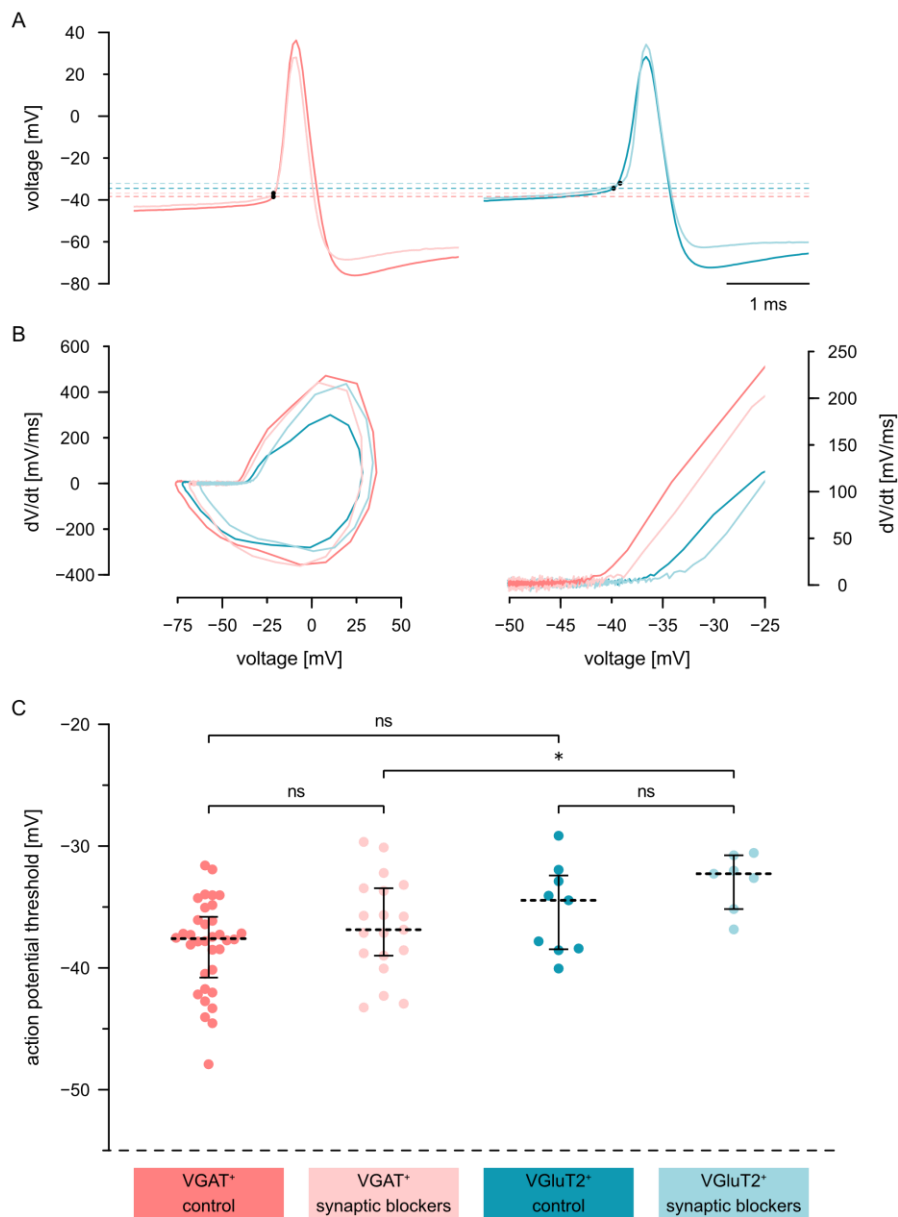 A
40
20
0
−20
−40
−60
−80
voltage [mV]
1 ms
B
600
400
200
0
−200
−400
dV/dt [mV/ms]
−75 −50 −25 0 25 50
voltage [mV]
250
200
150
100
50
0
dV/dt [mV/ms]
−50 −45 −40 −35 −30 −25
voltage [mV]
C
−20
−30
−40
−50
action potential threshold [mV]
ns
*
ns
ns
VGAT⁺
control
VGAT⁺
synaptic blockers
VGluT2⁺
control
VGluT2⁺
synaptic blockers